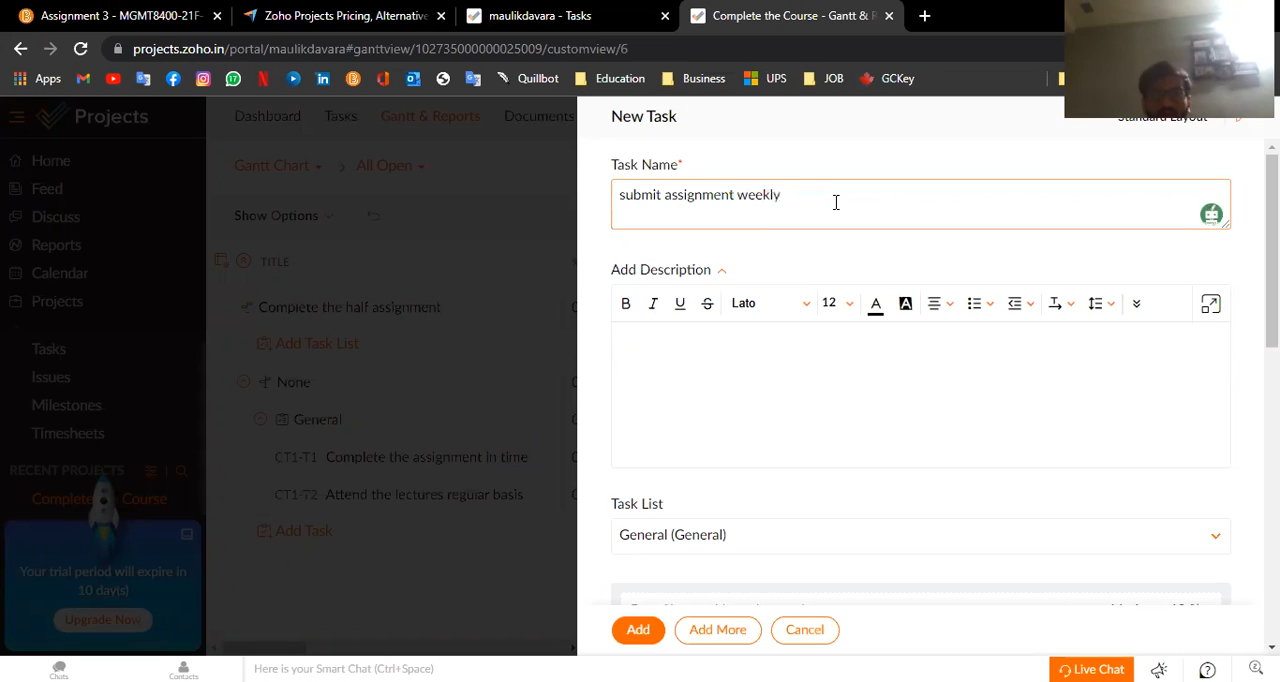 Assignment 3 - MGMT8400-21F-
Zoho Projects Pricing, Alternative
maulikdavara - Tasks
Complete the Course - Gantt & R
projects.zoho.in/portal/maulikdavara#ganttview/102735000000025009/customview/6
Apps
Quillbot
Education
Business
UPS
JOB
GCKey
Projects
Dashboard
Tasks
Gantt & Reports
Documents
New Task
Standard Layout
Home
Feed
Discuss
Reports
Calendar
Projects
Tasks
Issues
Milestones
Timesheets
RECENT PROJECTS
Complete
Course
Your trial period will expire in
10 day(s)
Upgrade Now
Gantt Chart
All Open
Show Options
TITLE
Complete the half assignment
Add Task List
None
General
CT1-T1 Complete the assignment in time
CT1-T2 Attend the lectures regular basis
Add Task
Task Name*
submit assignment weekly
Add Description
B I U S Lato 12 A A
Task List
General (General)
Add
Add More
Cancel
Chats
Contacts
Here is your Smart Chat (Ctrl+Space)
Live Chat